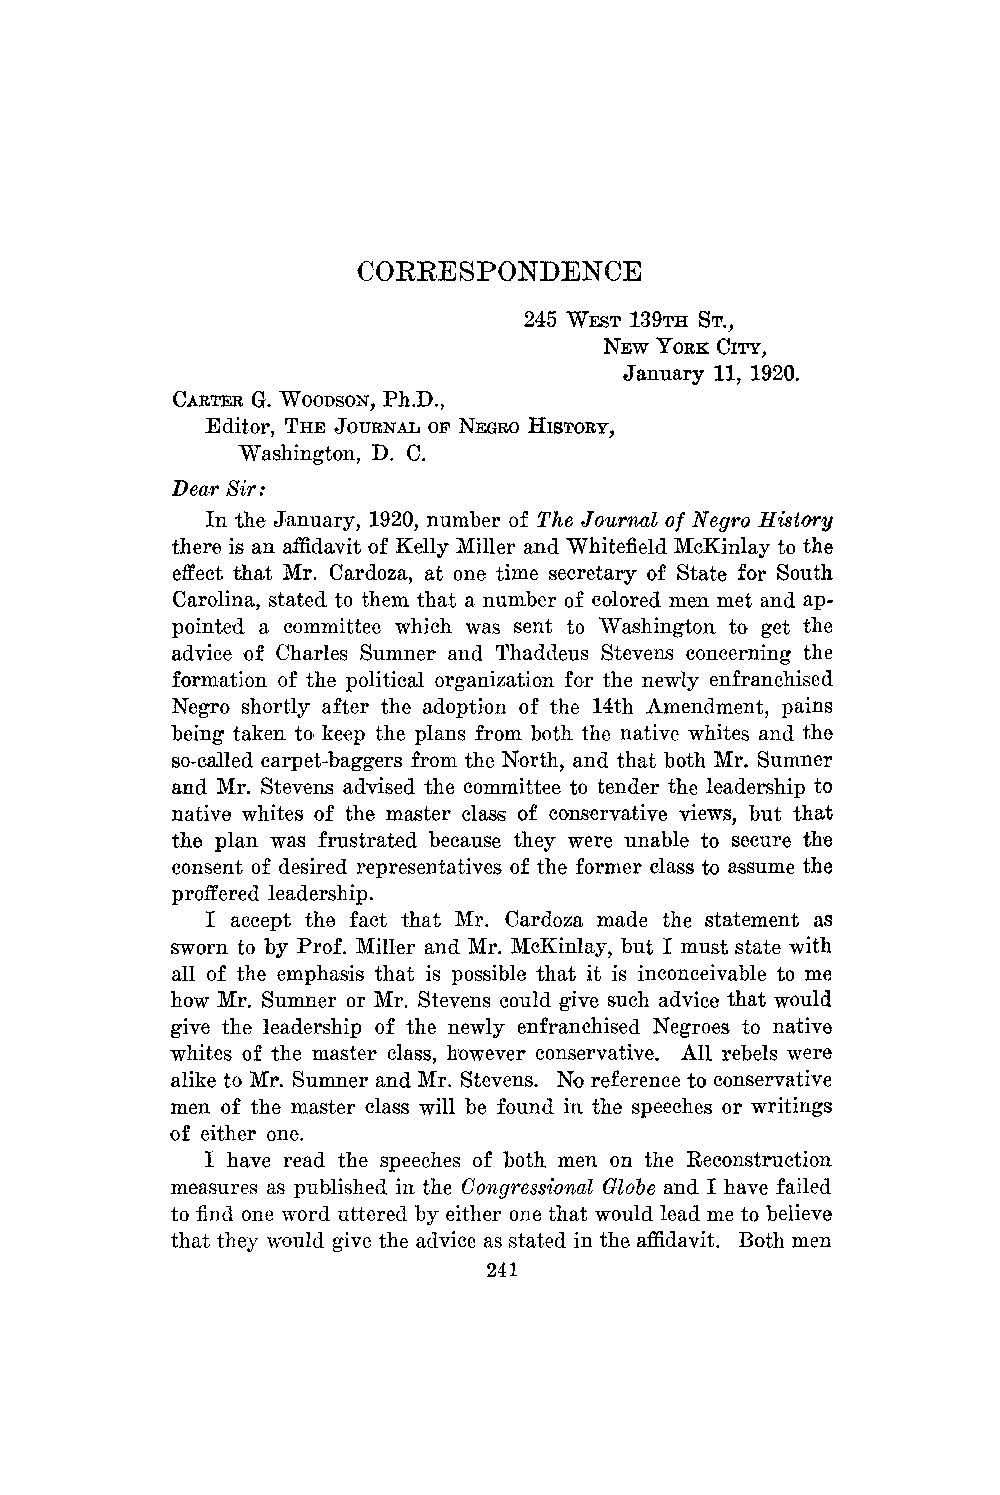 CORRESPONDENCE
245 WEST 139TH ST.,
NEW YORK CITY,
January 11, 1920.
CARTER G. WOODSON, Ph.D.,
Editor, THE JOURNAL OF NEGRO HISTORY,
Washington, D. C.
Dear Sir:
In the January, 1920, number of The Journal of Negro History
there is an affidavit of Kelly Miller and Whitefield McKinlay to the
effect that Mr. Cardoza, at one time secretary of State for South
Carolina, stated to them that a number of colored men met and ap-
pointed a committee which was sent to Washington to get the
advice of Charles Sumner and Thaddeus Stevens concerning the
formation of the political organization for the newly enfranchised
Negro shortly after the adoption of the 14th Amendment, pains
being taken to keep the plans from both the native whites and the
so-called carpet-baggers from the North, and that both Mr. Sumner
and Mr. Stevens advised the committee to tender the leadership to
native whites of the master class of conservative views, but that
the plan was frustrated because they were unable to secure the
consent of desired representatives of the former class to assume the
proffered leadership.
I accept the fact that Mr. Cardoza made the statement as
sworn to by Prof. Miller and Mr. McKinlay, but I must state with
all of the emphasis that is possible that it is inconceivable to me
how Mr. Sumner or Mr. Stevens could give such advice that would
give the leadership of the newly enfranchised Negroes to native
whites of the master class, however conservative. All rebels were
alike to Mr. Sumner and Mr. Stevens. No reference to conservative
men of the master class will be found in the speeches or writings
of either one.
I have read the speeches of both men on the Reconstruction
measures as published in the Congressional Globe and I have failed
to find one word uttered by either one that would lead me to believe
that they would give the advice as stated in the affidavit. Both men
241